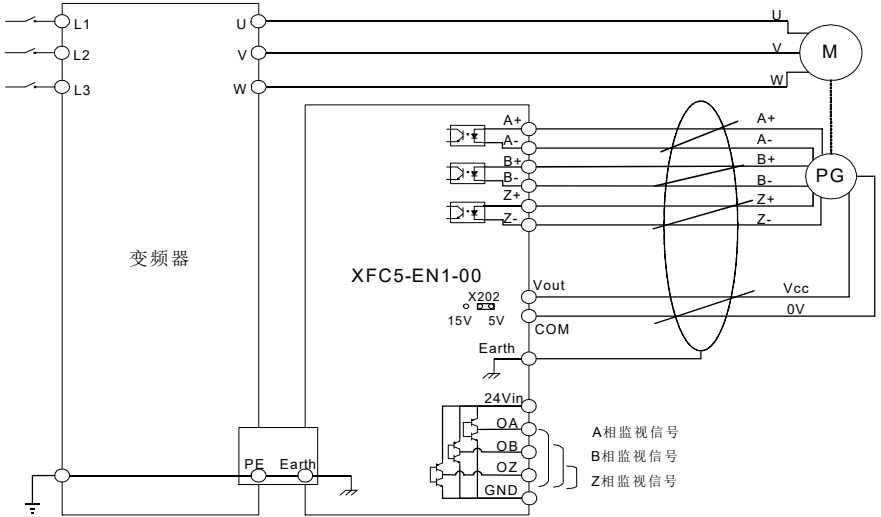 L1
L2
L3
U
V
W
U
V
W
M
A+
A-
B+
B-
Z+
Z-
A+
A-
B+
B-
Z+
Z-
PG
变频器
XFC5-EN1-00
X202
15V 5V
Vout
COM
Vcc
0V
Earth
24Vin
OA
OB
OZ
GND
A相监视信号
B相监视信号
Z相监视信号
PE Earth